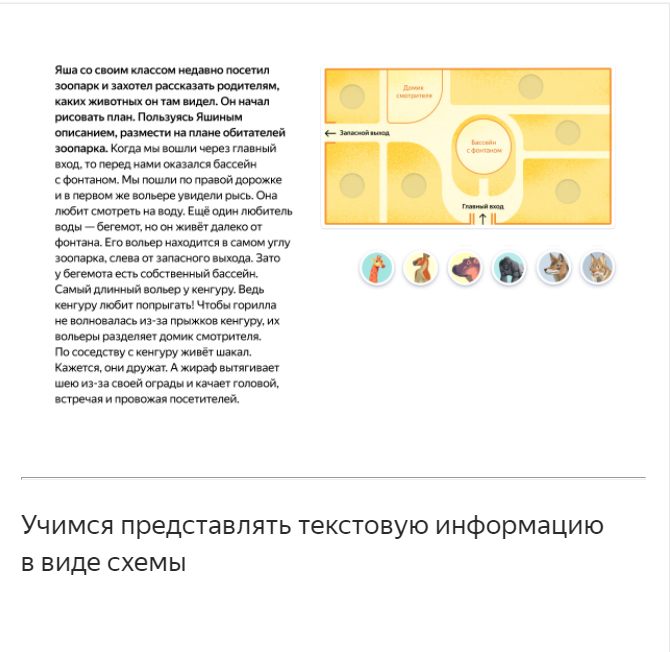 Яша со своим классом недавно посетил
зоопарк и захотел рассказать родителям,
каких животных он там видел. Он начал
рисовать план. Пользуясь Яшиным
описанием, размести на плане обитателей
зоопарка. Когда мы вошли через главный
вход, то перед нами оказался бассейн
с фонтаном. Мы пошли по правой дорожке
и в первом же вольере увидели рысь. Она
любит смотреть на воду. Ещё один любитель
воды — бегемот, но он живёт далеко от
фонтана. Его вольер находится в самом углу
зоопарка, слева от запасного выхода. Зато
у бегемота есть собственный бассейн.
Самый длинный вольер у кенгуру. Ведь
кенгуру любит попрыгать! Чтобы горилла
не волновалась из-за прыжков кенгуру, их
вольеры разделяет домик смотрителя.
По соседству с кенгуру живёт шакал.
Кажется, они дружат. А жираф вытягивает
шею из-за своей ограды и качает головой,
встречая и провожая посетителей.
Домик
смотрителя
Запасной выход
Бассейн
с фонтаном
Главный вход
Учимся представлять текстовую информацию
в виде схемы